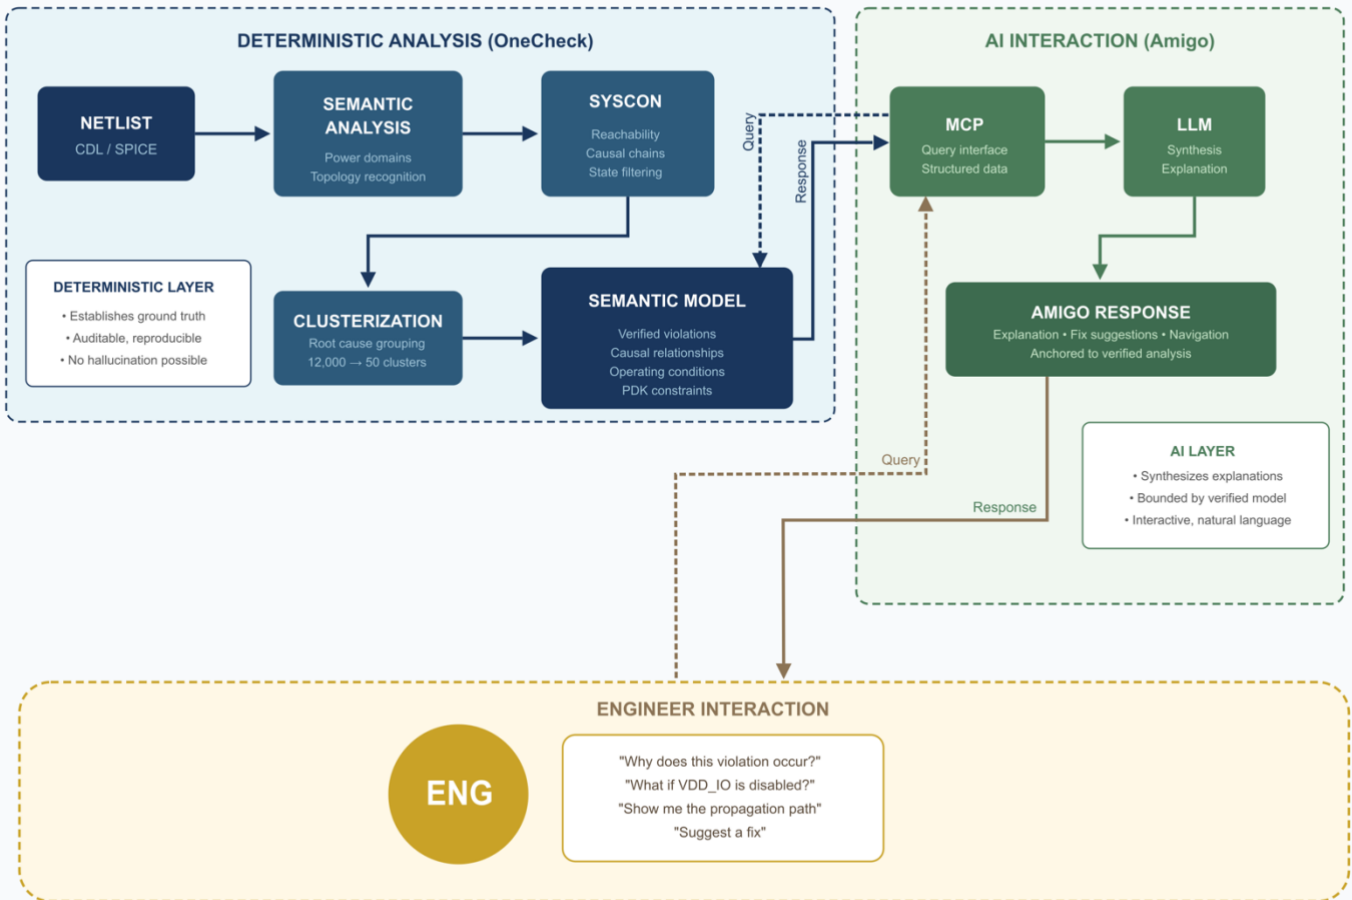 DETERMINISTIC ANALYSIS (OneCheck)
NETLIST
CDL / SPICE
SEMANTIC
ANALYSIS
Power domains
Topology recognition
SYSCON
Reachability
Causal chains
State filtering
DETERMINISTIC LAYER
• Establishes ground truth
• Auditable, reproducible
• No hallucination possible
CLUSTERIZATION
Root cause grouping
12,000 → 50 clusters
SEMANTIC MODEL
Verified violations
Causal relationships
Operating conditions
PDK constraints
Query
Response
AI INTERACTION (Amigo)
MCP
Query interface
Structured data
LLM
Synthesis
Explanation
AMIGO RESPONSE
Explanation • Fix suggestions • Navigation
Anchored to verified analysis
AI LAYER
• Synthesizes explanations
• Bounded by verified model
• Interactive, natural language
Query
Response
ENGINEER INTERACTION
ENG
"Why does this violation occur?"
"What if VDD_IO is disabled?"
"Show me the propagation path"
"Suggest a fix"